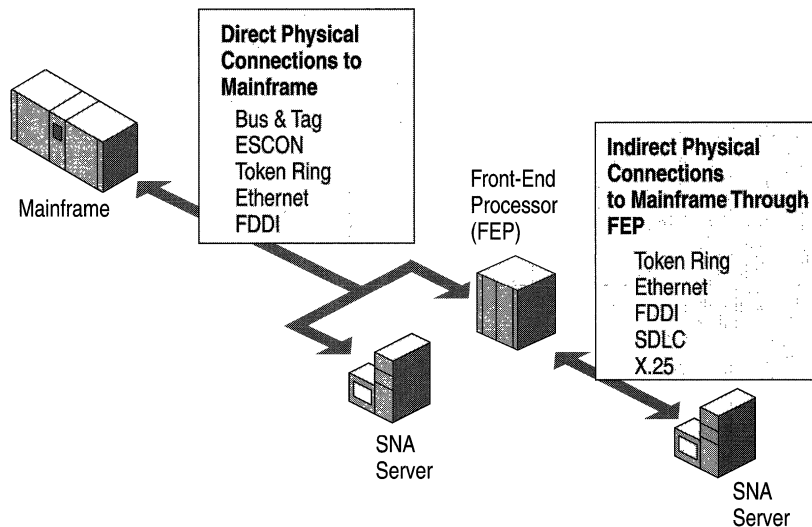 Direct Physical
Connections to
Mainframe
Bus & Tag
ESCON
Token Ring
Ethernet
FDDI
Mainframe
Front-End
Processor
(FEP)
Indirect Physical
Connections
to Mainframe Through
FEP
Token Ring
Ethernet
FDDI
SDLC
X.25
SNA
Server
SNA
Server